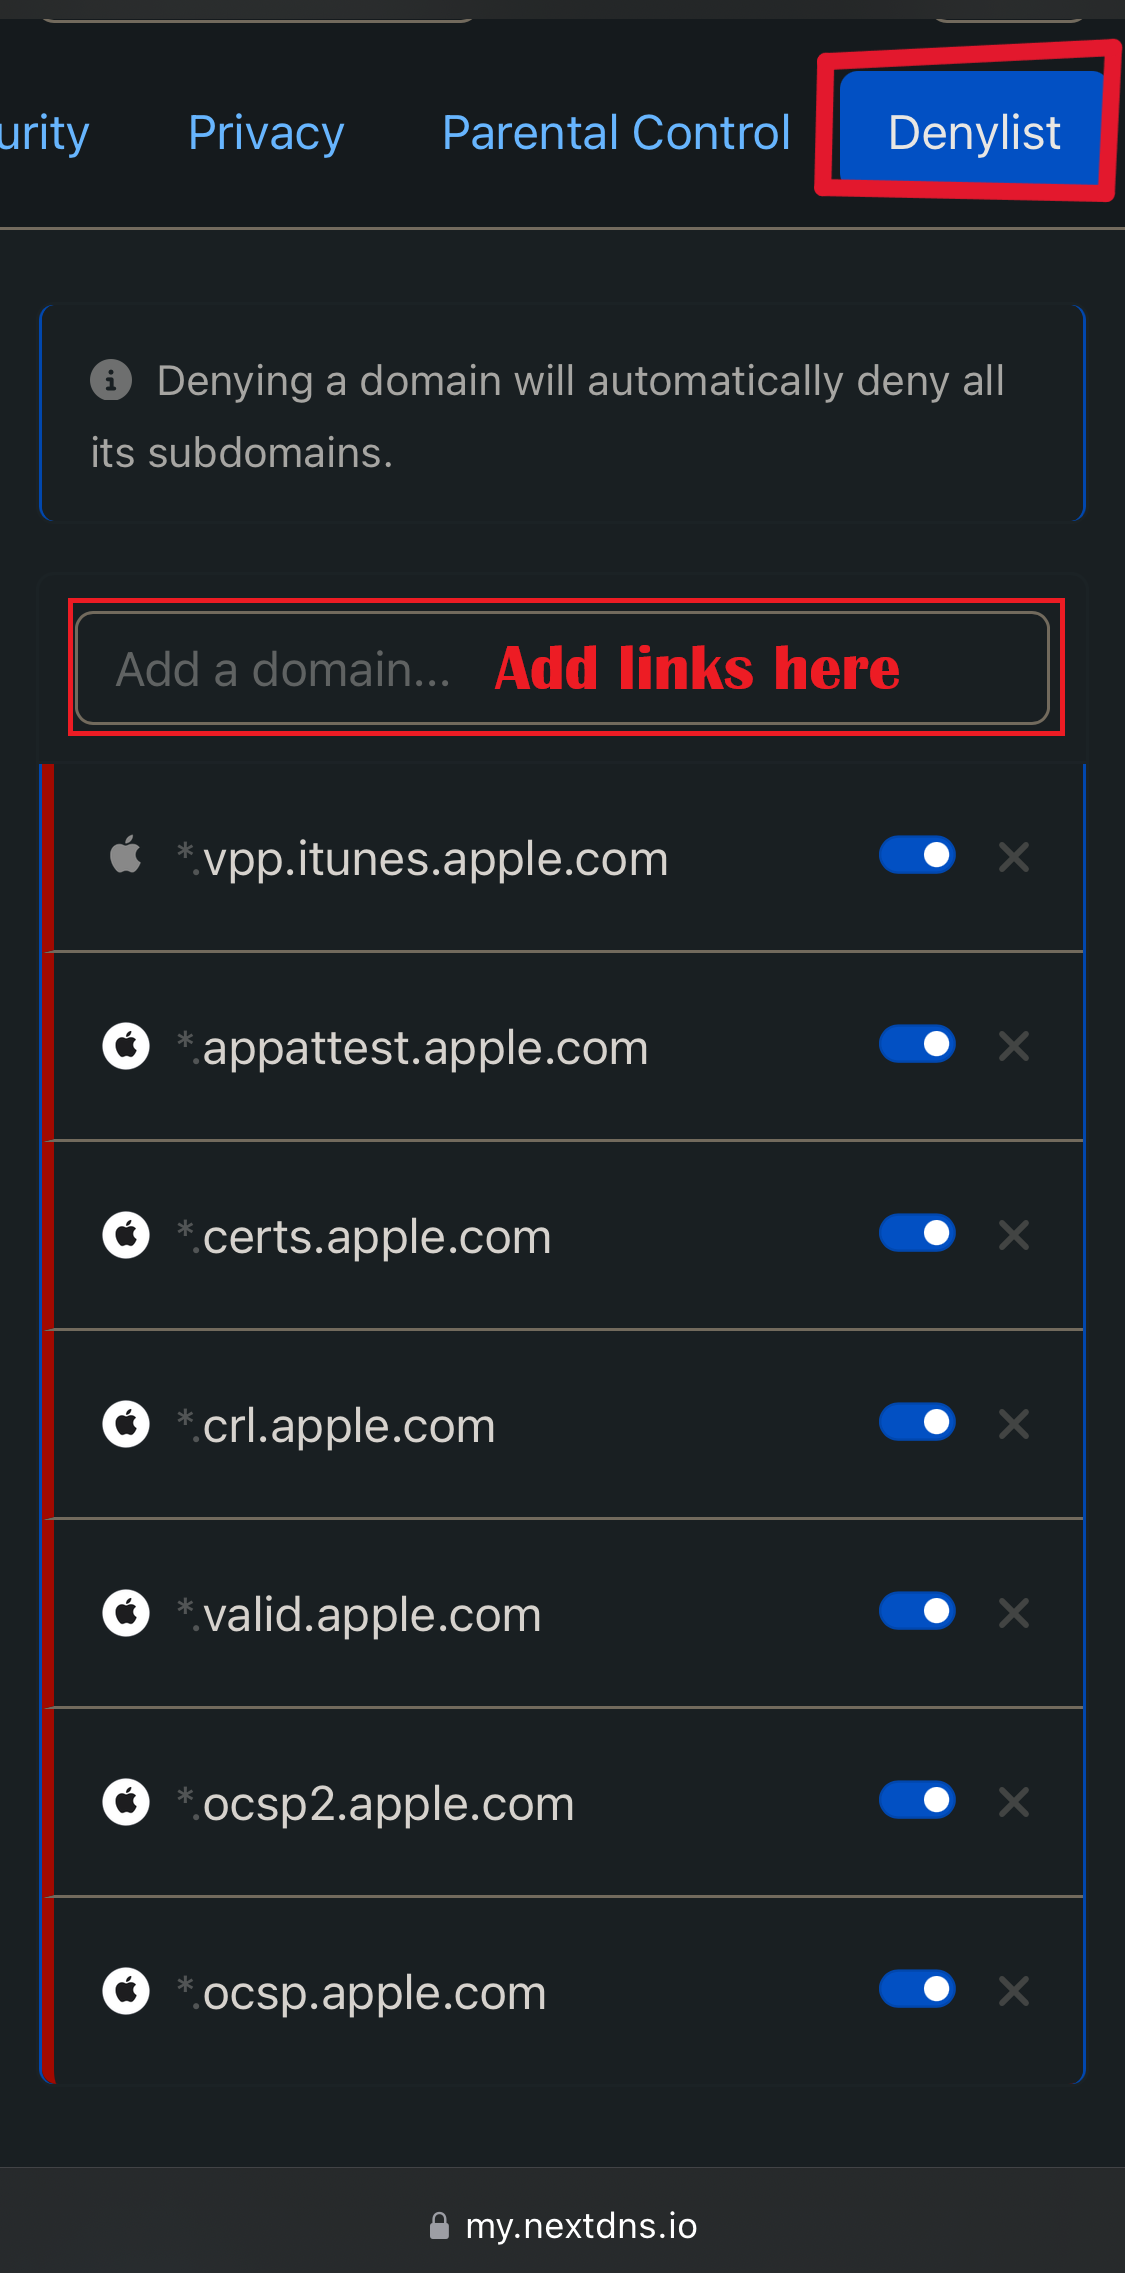 urity Privacy Parental Control Denylist
Denying a domain will automatically deny all
its subdomains.
Add a domain... Add links here
*.vpp.itunes.apple.com
*.appattest.apple.com
*.certs.apple.com
*.crl.apple.com
*.valid.apple.com
*.ocsp2.apple.com
*.ocsp.apple.com
my.nextdns.io